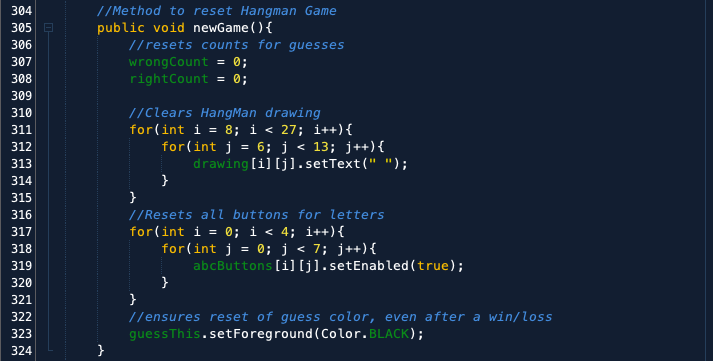 304 //Method to reset Hangman Game
305 public void newGame(){
306 //resets counts for guesses
307 wrongCount = 0;
308 rightCount = 0;
309
310 //Clears HangMan drawing
311 for(int i = 8; i < 27; i++){
312 for(int j = 6; j < 13; j++){
313 drawing[i][j].setText(" ");
314 }
315 }
316 //Resets all buttons for letters
317 for(int i = 0; i < 4; i++){
318 for(int j = 0; j < 7; j++){
319 abcButtons[i][j].setEnabled(true);
320 }
321 }
322 //ensures reset of guess color, even after a win/loss
323 guessThis.setForeground(Color.BLACK);
324 }